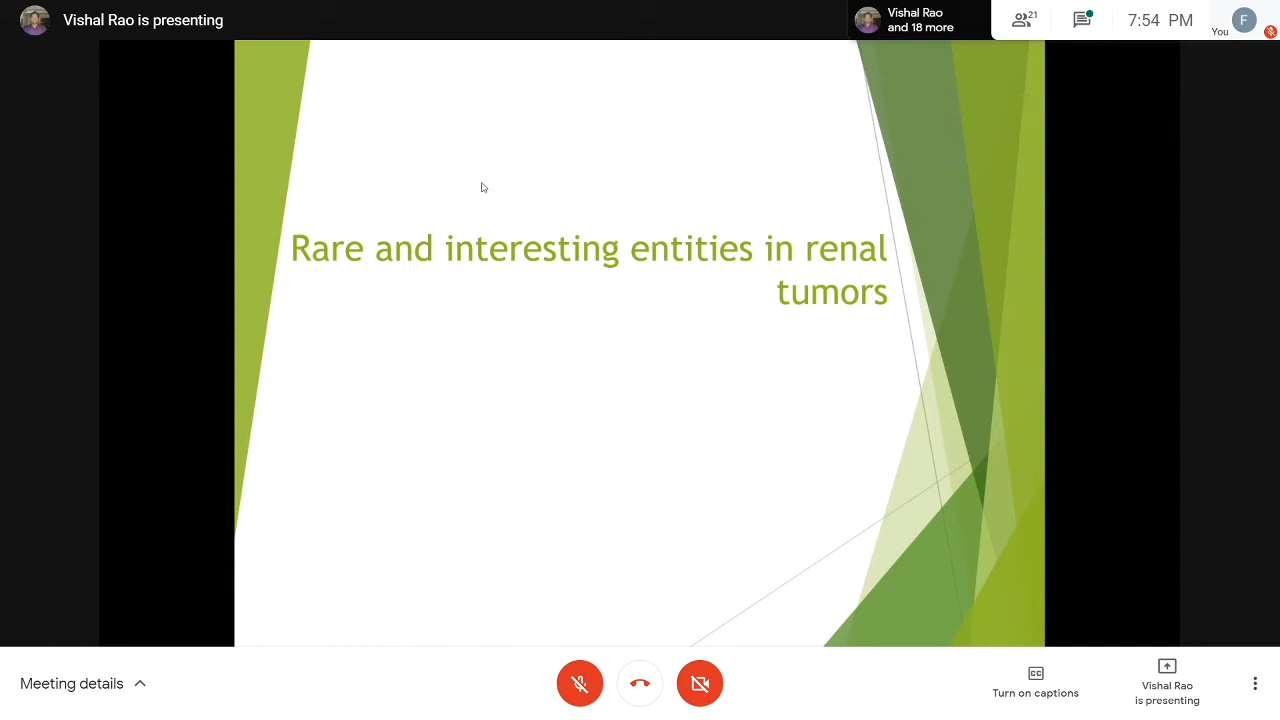 Vishal Rao is presenting
Vishal Rao
and 18 more
21
7:54 PM
You
F
Rare and interesting entities in renal
tumors
Meeting details
CC
Turn on captions
Vishal Rao
is presenting